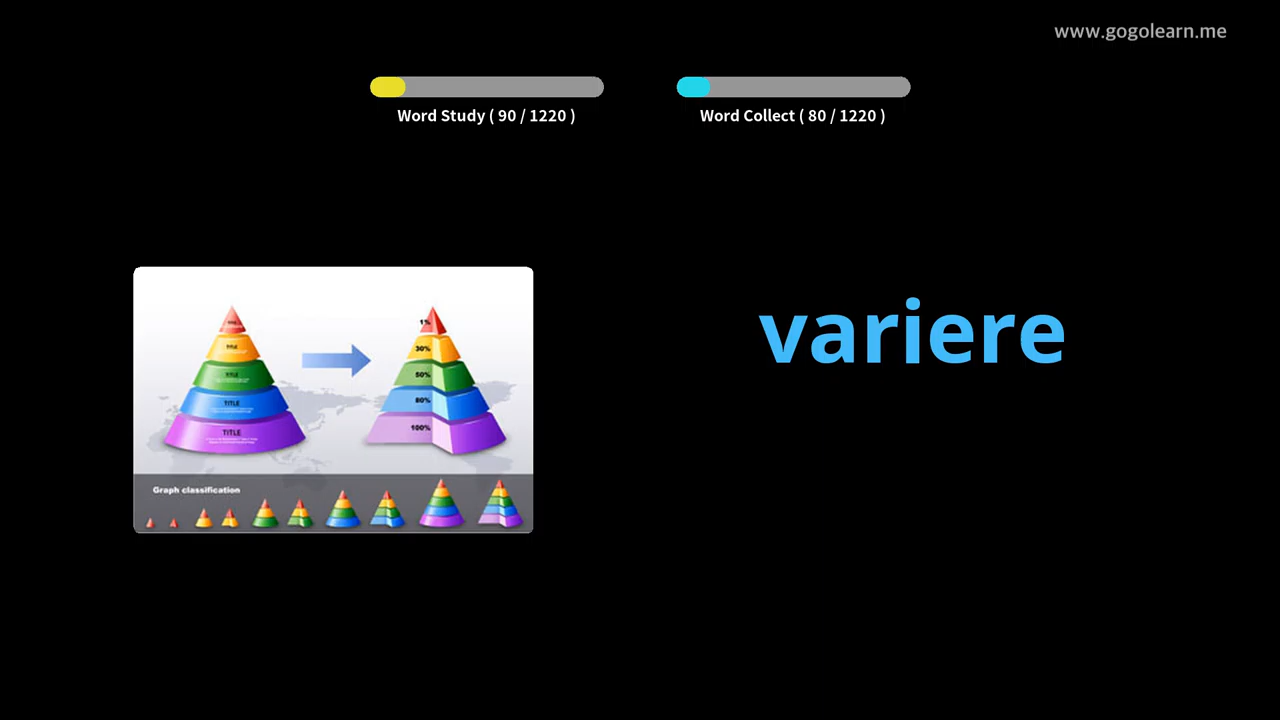 www.gogolearn.me
Word Study ( 90 / 1220 )
Word Collect ( 80 / 1220 )
variere
TITLE
TITLE
TITLE
TITLE
1%
30%
50%
80%
100%
Graph classification